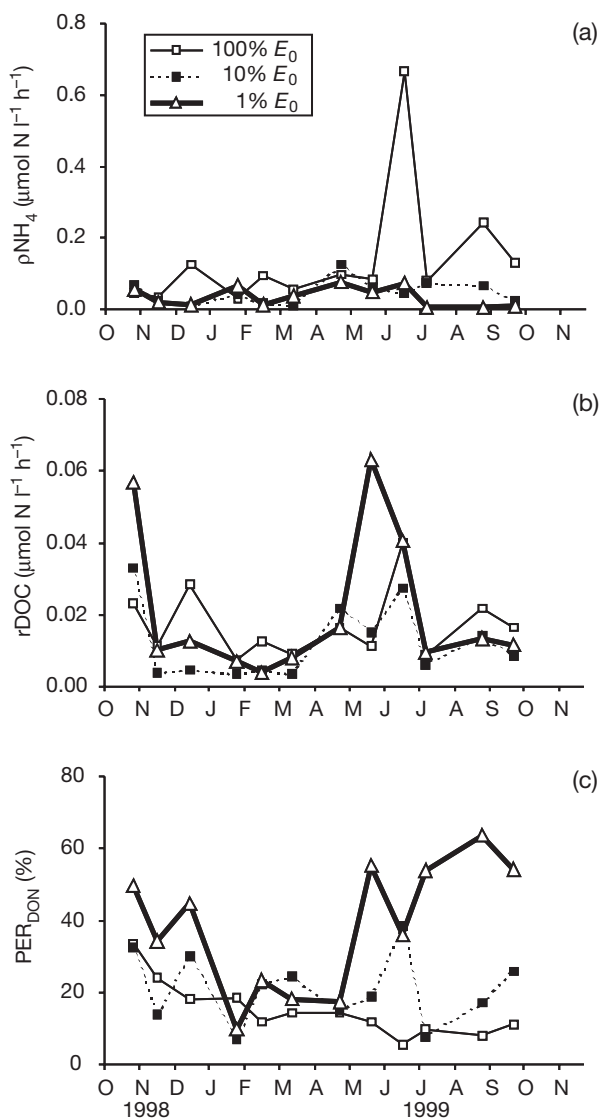 (a)
0.8
0.6
0.4
0.2
0.0
ρNH₄ (µmol N l⁻¹ h⁻¹)
100% E₀
10% E₀
1% E₀
O N D J F M A M J J A S O N
(b)
0.08
0.06
0.04
0.02
0.00
rDOC (µmol N l⁻¹ h⁻¹)
O N D J F M A M J J A S O N
(c)
80
60
40
20
0
PER_DON (%)
O N D J F M A M J J A S O N
1998 1999